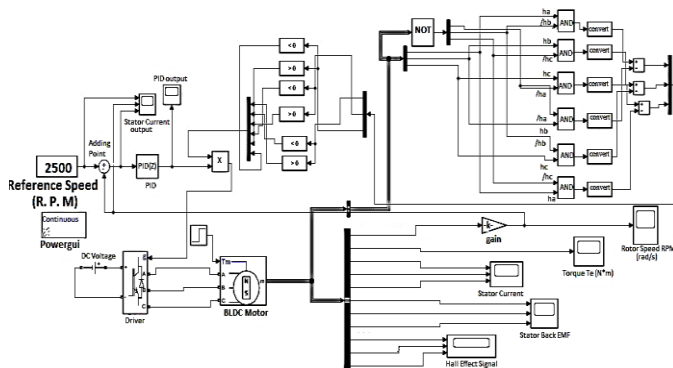 ha
/hb
NOT
AND
convert
hb
/hc
AND
convert
hc
/ha
AND
convert
/ha
AND
convert
hb
/hb
AND
convert
hc
/hc
AND
convert
ha
<0
>0
<0
>0
<0
>0
PID output
Stator Current
output
Adding
Point
2500
PID(Z)
PID
X
Reference Speed
(R. P. M)
Continuous
Powergui
DC Voltage
g
A
B
C
Driver
Tm
A
B
C
N
S
m
BLDC Motor
gain
Rotor Speed RPM
(rad/s)
Torque Te (N*m)
Stator Current
Stator Back EMF
Hall Effect Signal